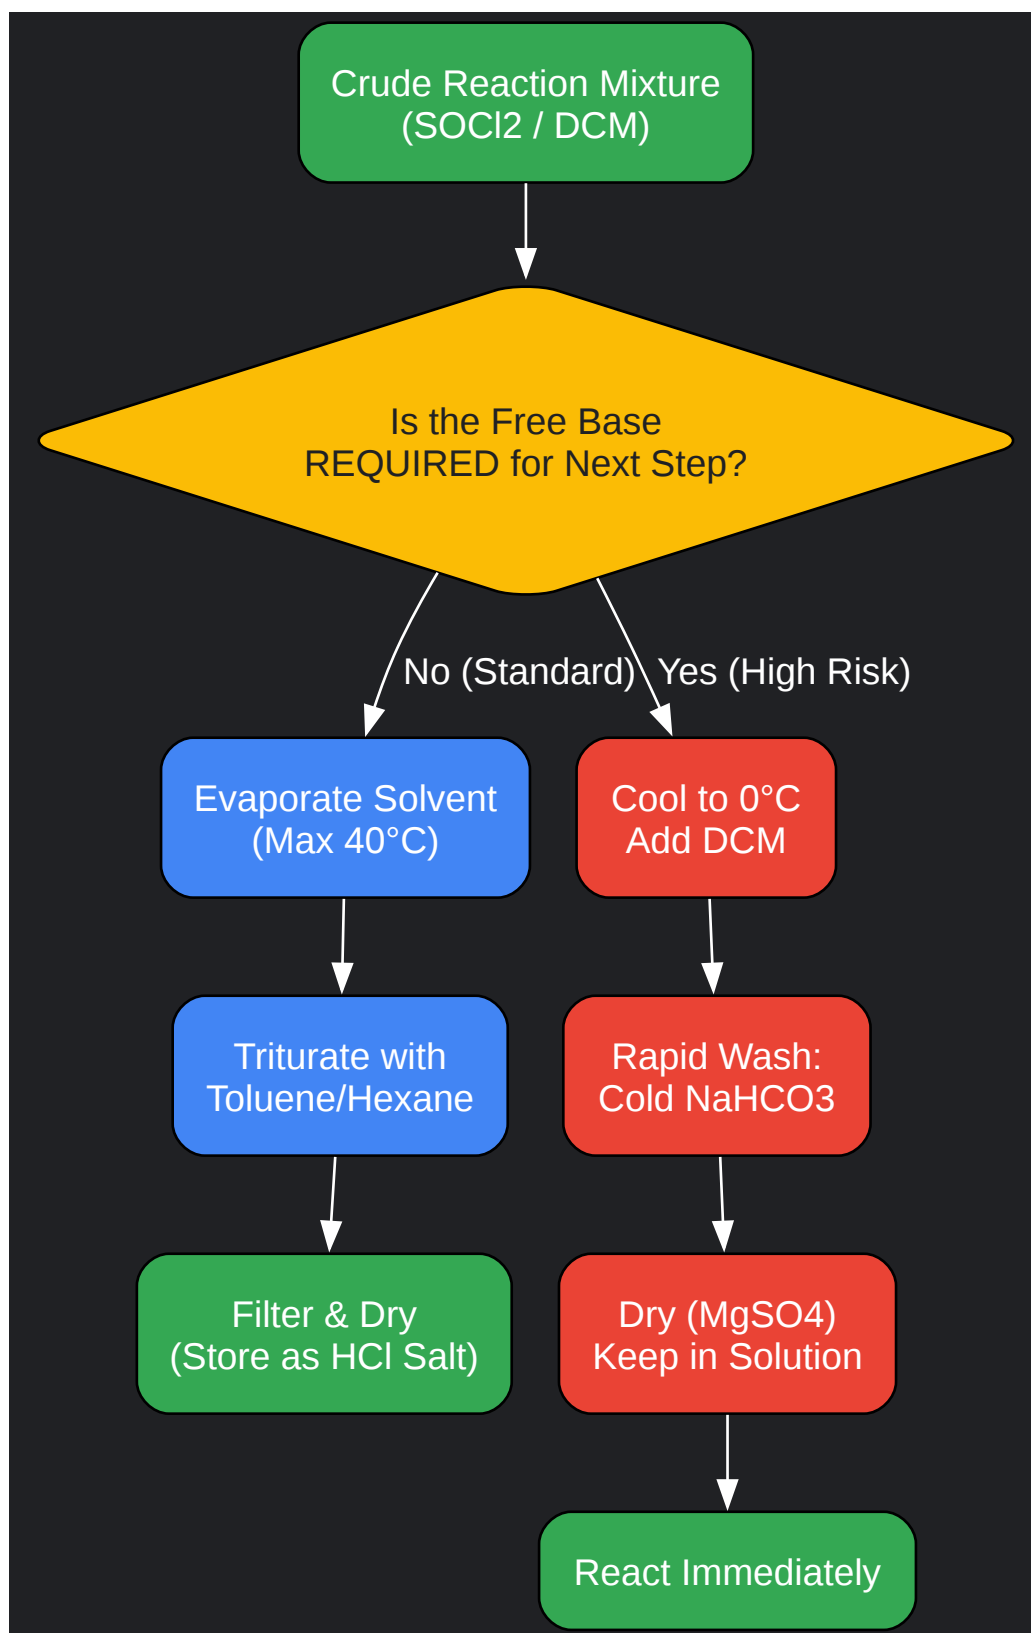 Crude Reaction Mixture
(SOCl2 / DCM)
Is the Free Base
REQUIRED for Next Step?
No (Standard)
Yes (High Risk)
Evaporate Solvent
(Max 40°C)
Cool to 0°C
Add DCM
Triturate with
Toluene/Hexane
Rapid Wash:
Cold NaHCO3
Filter & Dry
(Store as HCl Salt)
Dry (MgSO4)
Keep in Solution
React Immediately